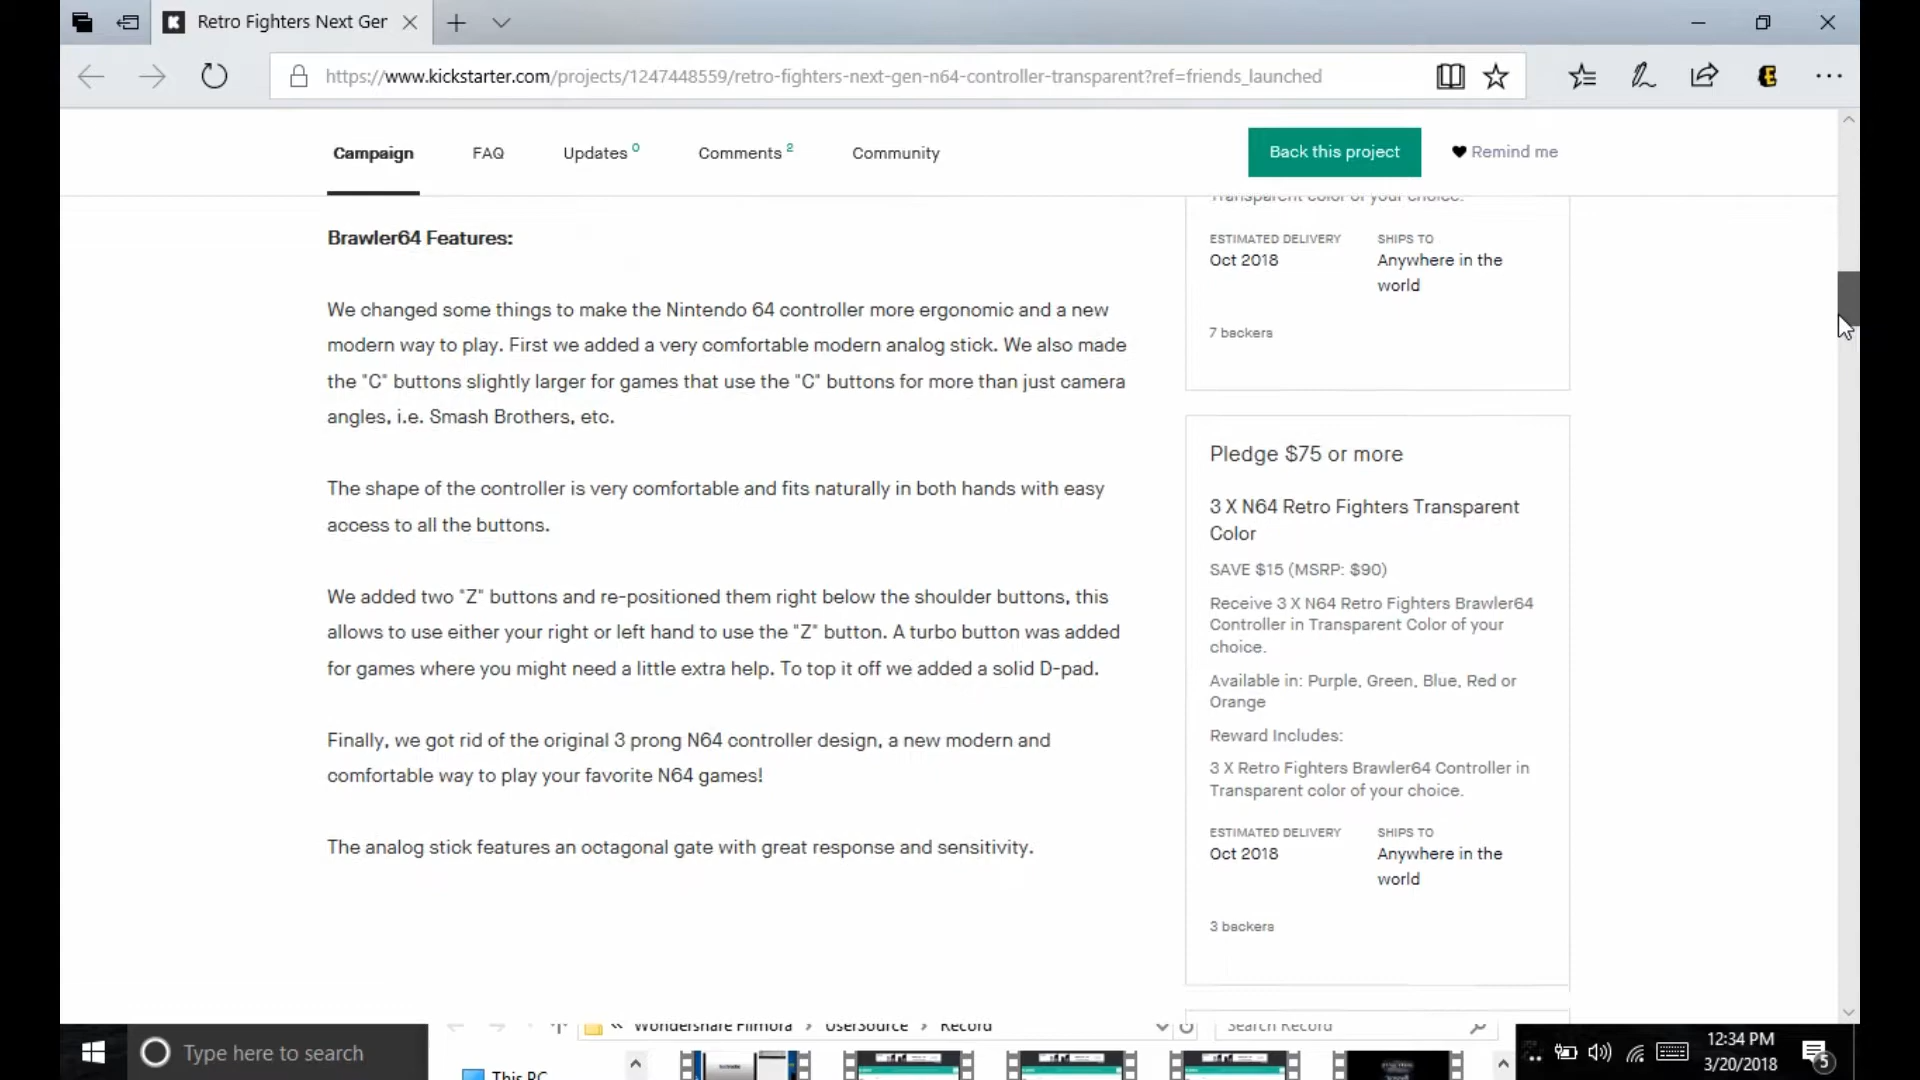 Retro Fighters Next Ger
https://www.kickstarter.com/projects/1247448559/retro-fighters-next-gen-n64-controller-transparent?ref=friends_launched
Campaign
FAQ
Updates 0
Comments 2
Community
Back this project
Remind me
Brawler64 Features:
We changed some things to make the Nintendo 64 controller more ergonomic and a new
modern way to play. First we added a very comfortable modern analog stick. We also made
the "C" buttons slightly larger for games that use the "C" buttons for more than just camera
angles, i.e. Smash Brothers, etc.
The shape of the controller is very comfortable and fits naturally in both hands with easy
access to all the buttons.
We added two "Z" buttons and re-positioned them right below the shoulder buttons, this
allows to use either your right or left hand to use the "Z" button. A turbo button was added
for games where you might need a little extra help. To top it off we added a solid D-pad.
Finally, we got rid of the original 3 prong N64 controller design, a new modern and
comfortable way to play your favorite N64 games!
The analog stick features an octagonal gate with great response and sensitivity.
Transparent color of your choice.
ESTIMATED DELIVERY
Oct 2018
SHIPS TO
Anywhere in the
world
7 backers
Pledge $75 or more
3 X N64 Retro Fighters Transparent
Color
SAVE $15 (MSRP: $90)
Receive 3 X N64 Retro Fighters Brawler64
Controller in Transparent Color of your
choice.
Available in: Purple, Green, Blue, Red or
Orange
Reward Includes:
3 X Retro Fighters Brawler64 Controller in
Transparent color of your choice.
ESTIMATED DELIVERY
Oct 2018
SHIPS TO
Anywhere in the
world
3 backers
« Wondershare Filmora › UserSource › Record
Search Record
This PC
Type here to search
12:34 PM
3/20/2018
5